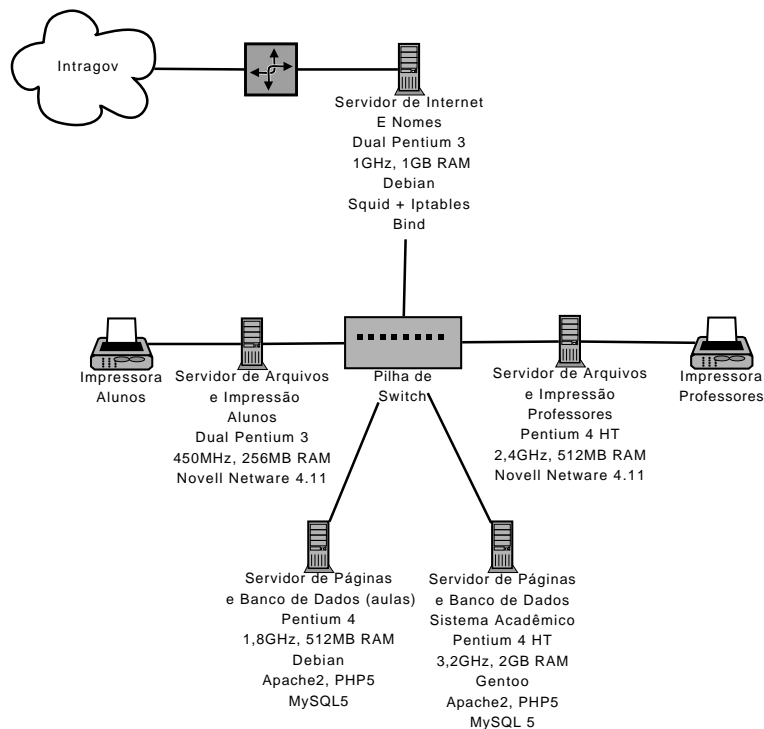 Intragov
Servidor de Internet
E Nomes
Dual Pentium 3
1GHz, 1GB RAM
Debian
Squid + Iptables
Bind
Impressora
Alunos
Servidor de Arquivos
e Impressão
Alunos
Dual Pentium 3
450MHz, 256MB RAM
Novell Netware 4.11
Pilha de
Switch
Servidor de Arquivos
e Impressão
Professores
Pentium 4 HT
2,4GHz, 512MB RAM
Novell Netware 4.11
Impressora
Professores
Servidor de Páginas
e Banco de Dados (aulas)
Pentium 4
1,8GHz, 512MB RAM
Debian
Apache2, PHP5
MySQL5
Servidor de Páginas
e Banco de Dados
Sistema Acadêmico
Pentium 4 HT
3,2GHz, 2GB RAM
Gentoo
Apache2, PHP5
MySQL 5